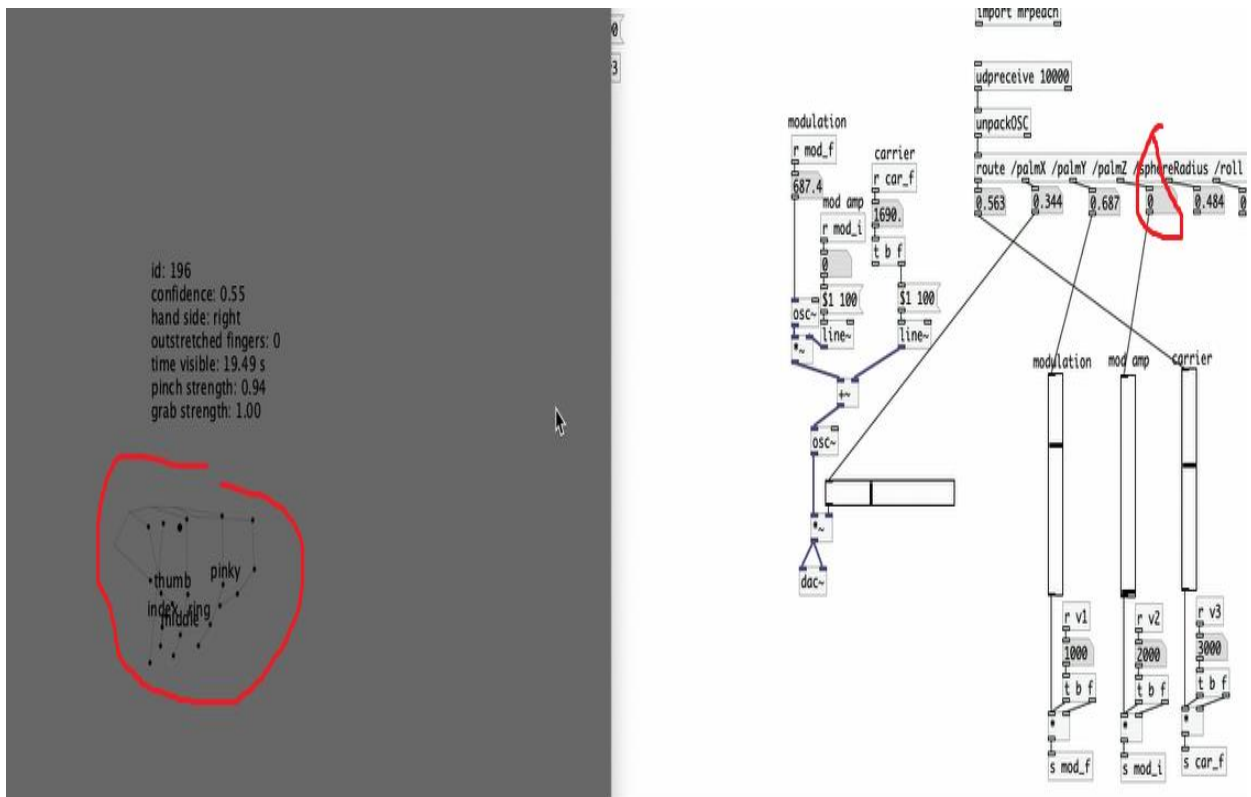 id: 196
confidence: 0.55
hand side: right
outstretched fingers: 0
time visible: 19.49 s
pinch strength: 0.94
grab strength: 1.00
thumb
pinky
index
ring
middle
0
3
import mrpeach
udpreceive 10000
unpackOSC
route /palmX /palmY /palmZ /sphereRadius /roll
0.563
0.344
0.687
0
0.484
0
modulation
r mod_f
687.4
mod amp
r mod_i
0
$1 100
line~
osc~
*~
carrier
r car_f
1690.
t b f
$1 100
line~
+~
osc~
*~
dac~
modulation
mod amp
carrier
r v1
1000
t b f
*
s mod_f
r v2
2000
t b f
*
s mod_i
r v3
3000
t b f
*
s car_f